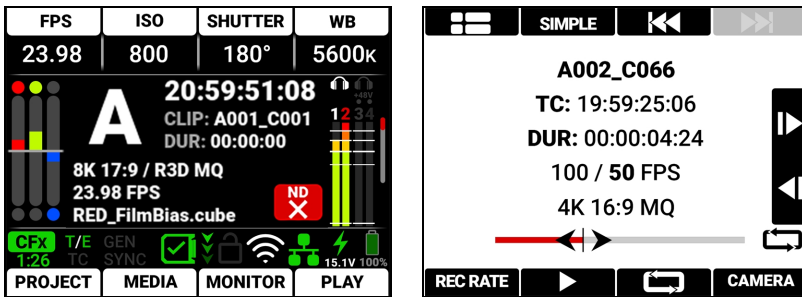 FPS ISO SHUTTER WB
23.98 800 180° 5600K
20:59:51:08
+48V
A
CLIP: A001_C001
1 2 3 4
DUR: 00:00:00
8K 17:9 / R3D MQ
23.98 FPS
ND
RED_FilmBias.cube
CFx T/E GEN
1:26 TC SYNC 15.1V 100%
PROJECT MEDIA MONITOR PLAY
SIMPLE
A002_C066
TC: 19:59:25:06
DUR: 00:00:04:24
100 / 50 FPS
4K 16:9 MQ
REC RATE CAMERA